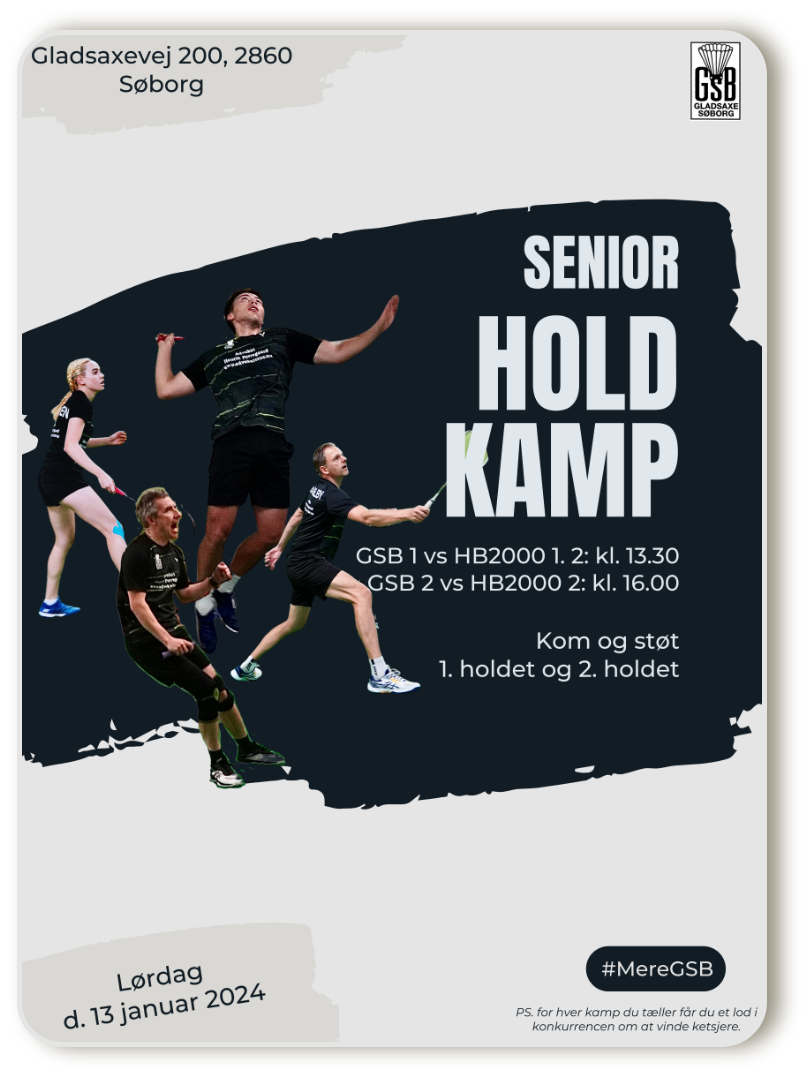 Gladsaxevej 200, 2860
Søborg
GSB
GLADSAXE
SØBORG
SENIOR
HOLD
KAMP
GSB 1 vs HB2000 1. 2: kl. 13.30
GSB 2 vs HB2000 2: kl. 16.00
Kom og støt
1. holdet og 2. holdet
Lørdag
d. 13 januar 2024
#MereGSB
PS. for hver kamp du tæller får du et lod i
konkurrencen om at vinde ketsjere.